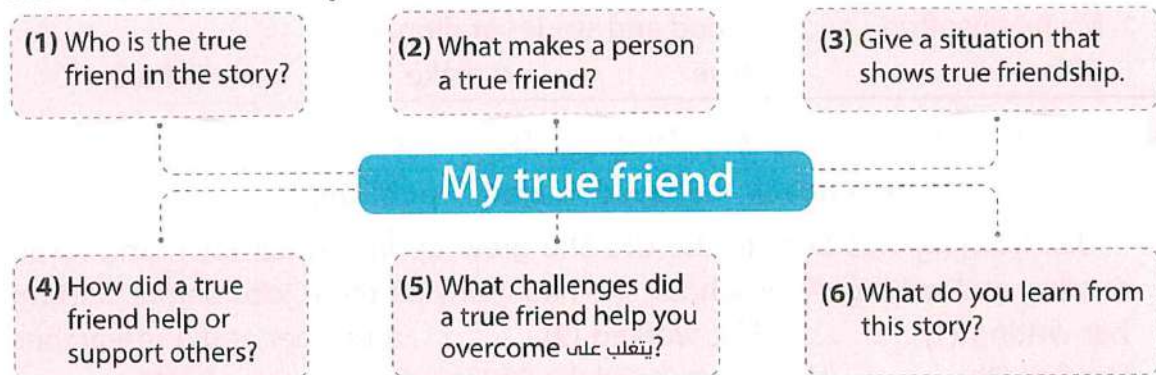 (1) Who is the true
friend in the story?
(2) What makes a person
a true friend?
(3) Give a situation that
shows true friendship.
My true friend
(4) How did a true
friend help or
support others?
(5) What challenges did
a true friend help you
overcome يتغلب على?
(6) What do you learn from
this story?